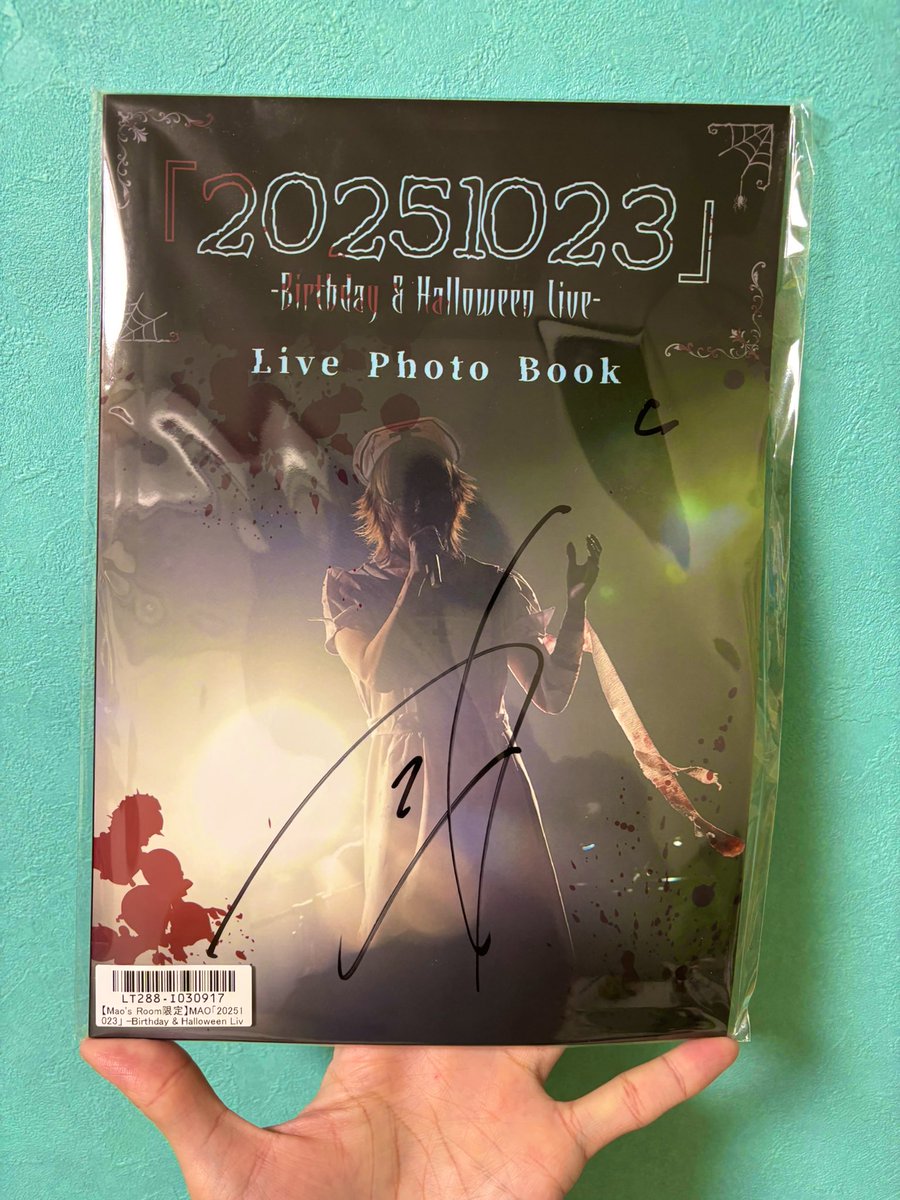 「20251023」
-Birthday & Halloween Live-
Live Photo Book
LT288-I030917
【Mao's Room限定】MAO「20251
023」 -Birthday & Halloween Liv